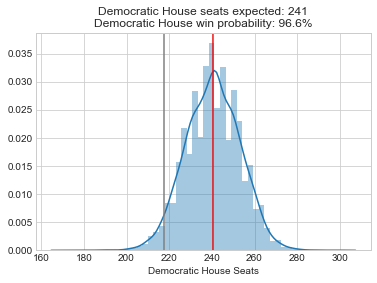 Democratic House seats expected: 241
Democratic House win probability: 96.6%
0.035
0.030
0.025
0.020
0.015
0.010
0.005
0.000
160 180 200 220 240 260 280 300
Democratic House Seats